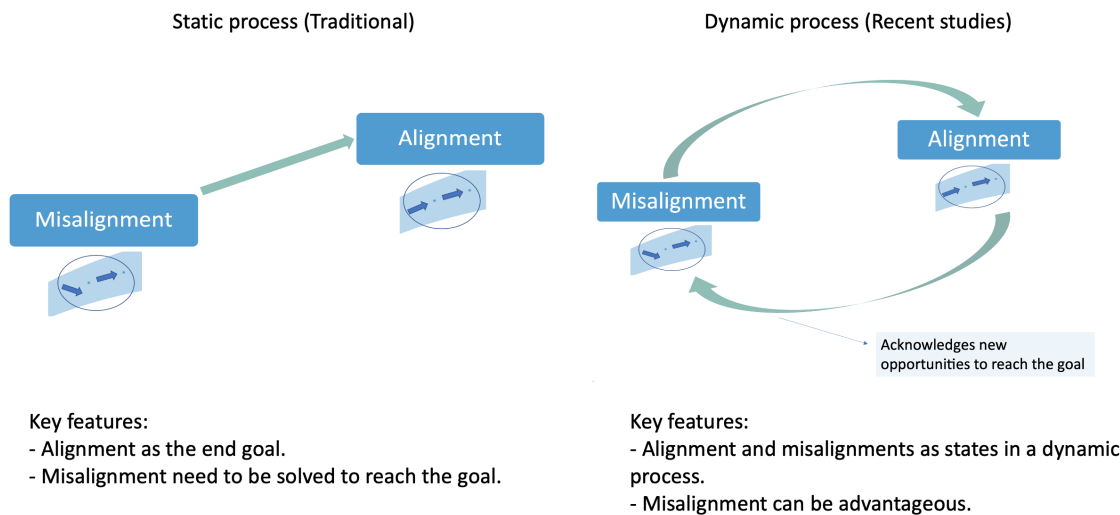 Static process (Traditional)
Alignment
Misalignment
Key features:
- Alignment as the end goal.
- Misalignment need to be solved to reach the goal.
Dynamic process (Recent studies)
Alignment
Misalignment
Acknowledges new
opportunities to reach the goal
Key features:
- Alignment and misalignments as states in a dynamic
process.
- Misalignment can be advantageous.